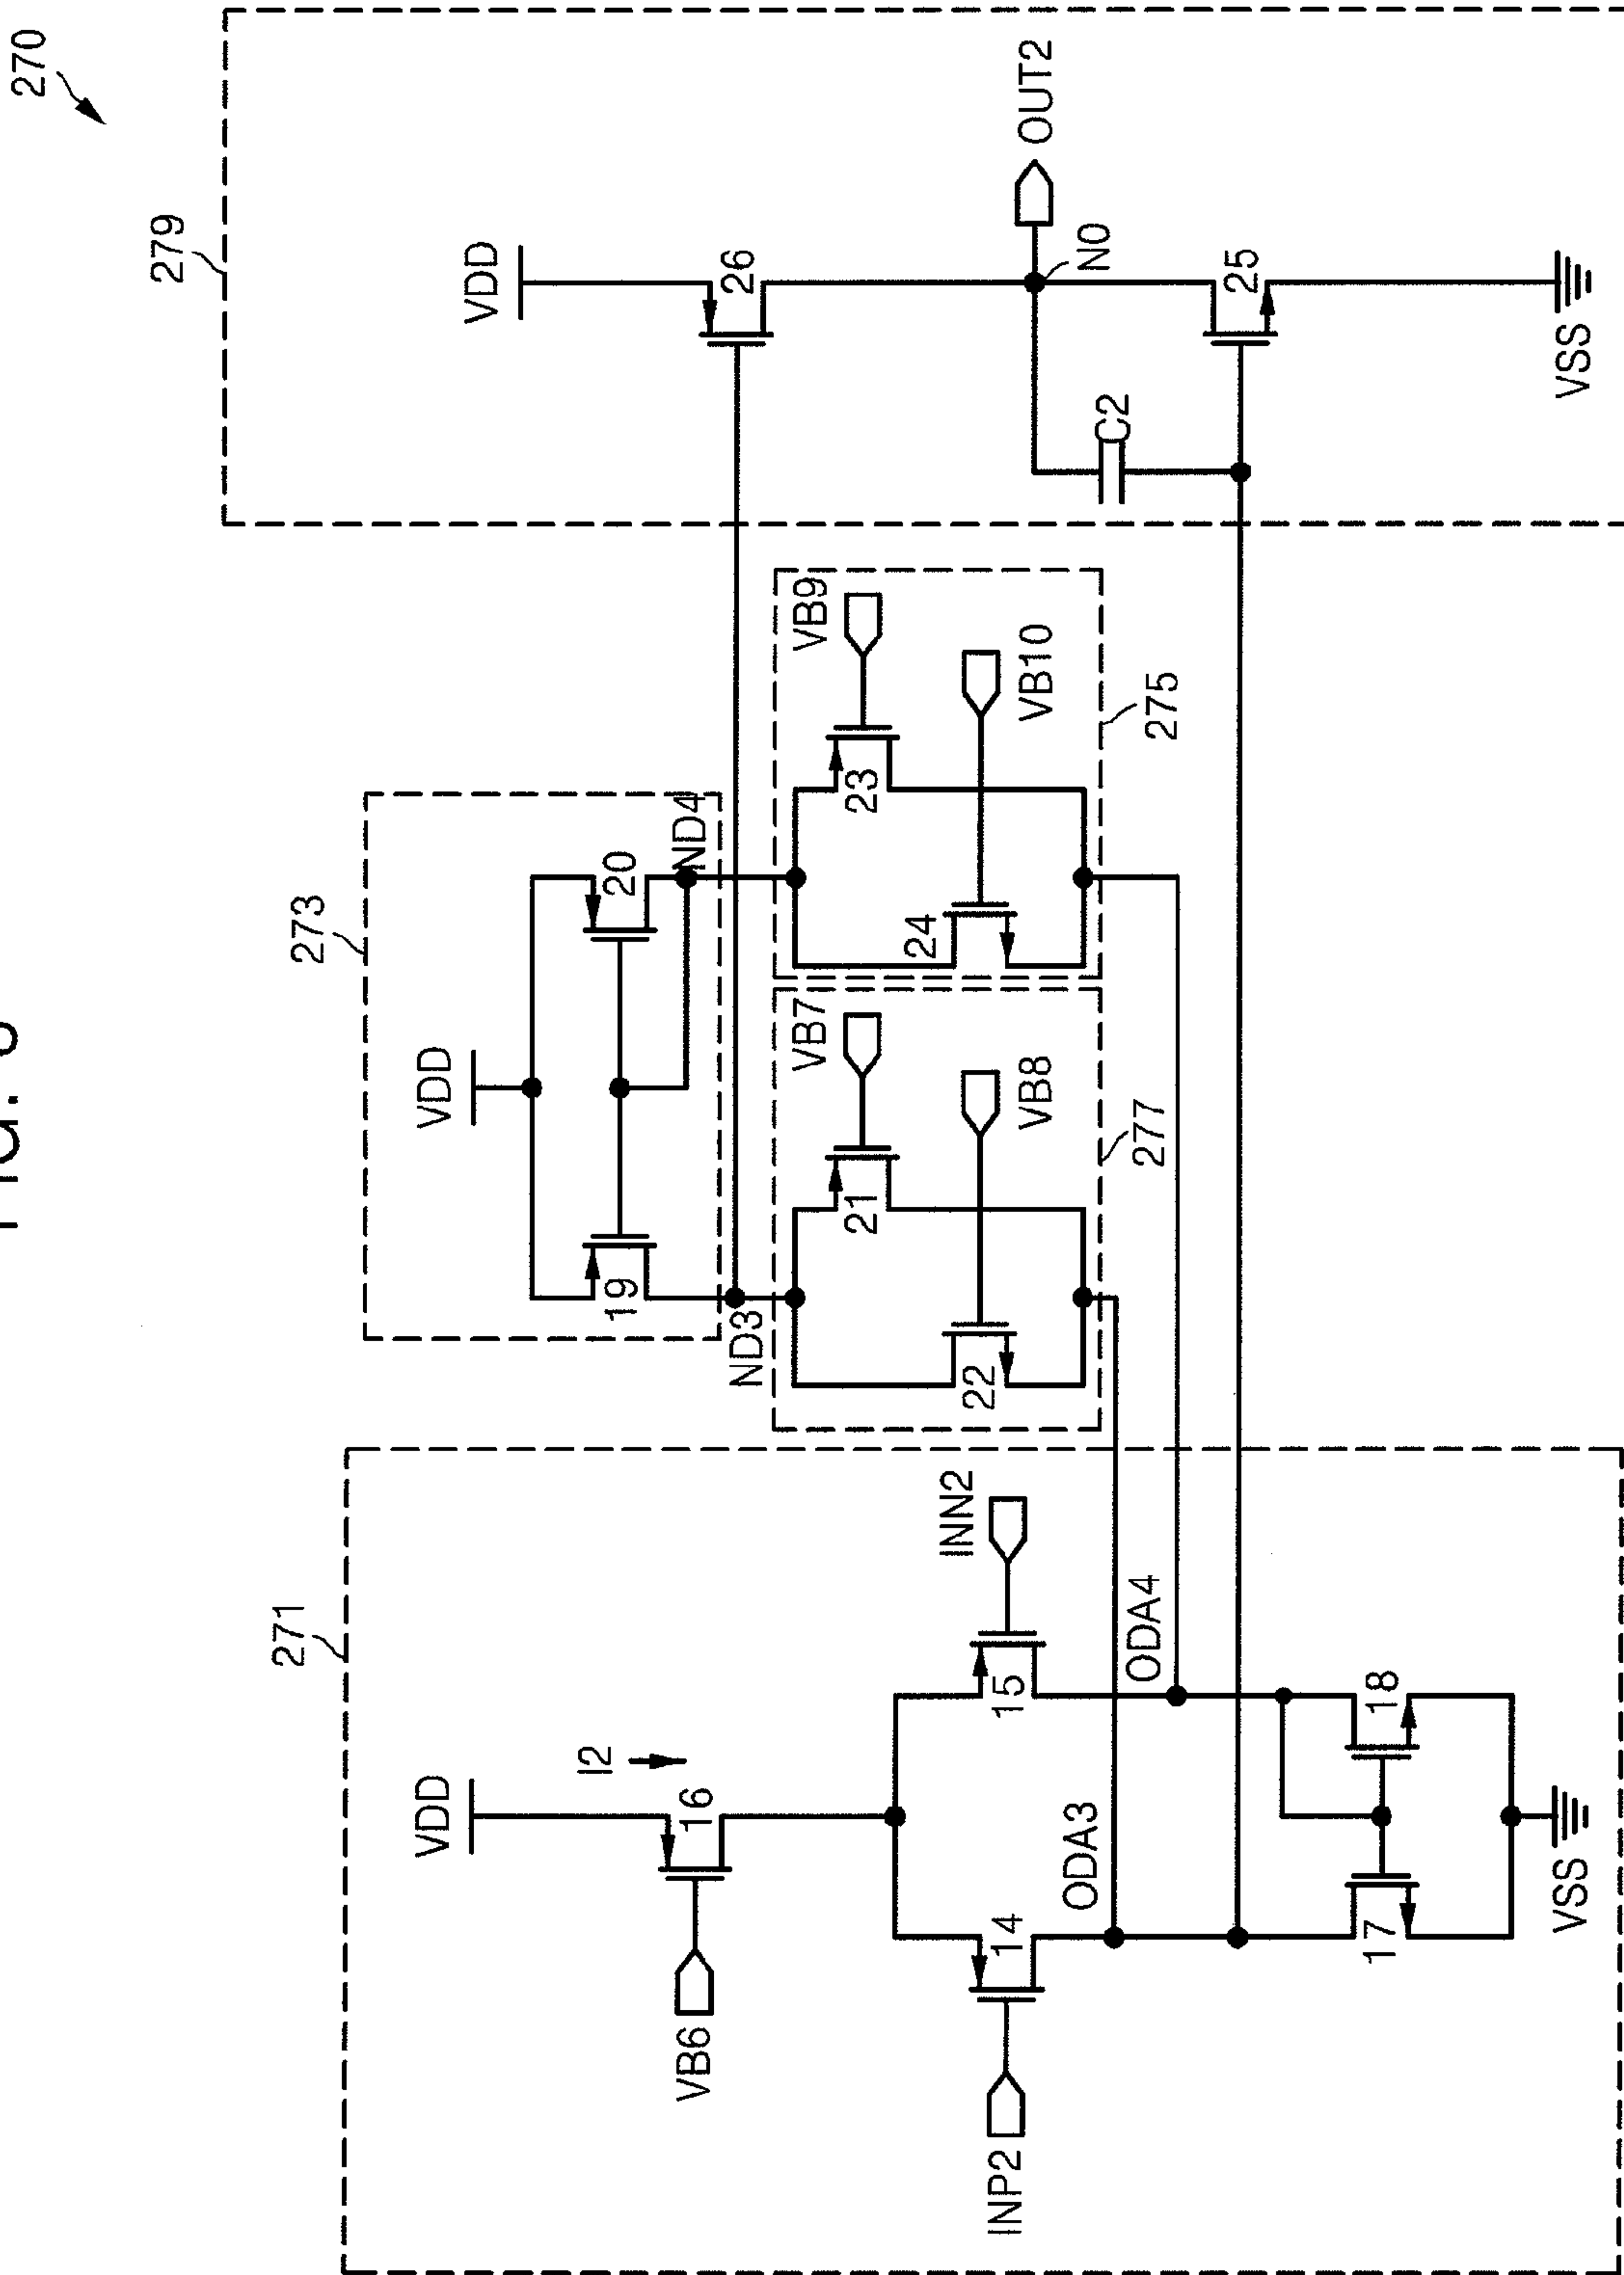 FIG.
270
279
273
271
VDD
VDD
VDD
I2
16
VB6
19
20
26
ND4
ND3
VB7
VB9
21
23
INN2
22
24
VB8
VB10
15
INP2
14
OUT2
N0
C2
277
275
ODA3
ODA4
25
17
18
VSS
VSS